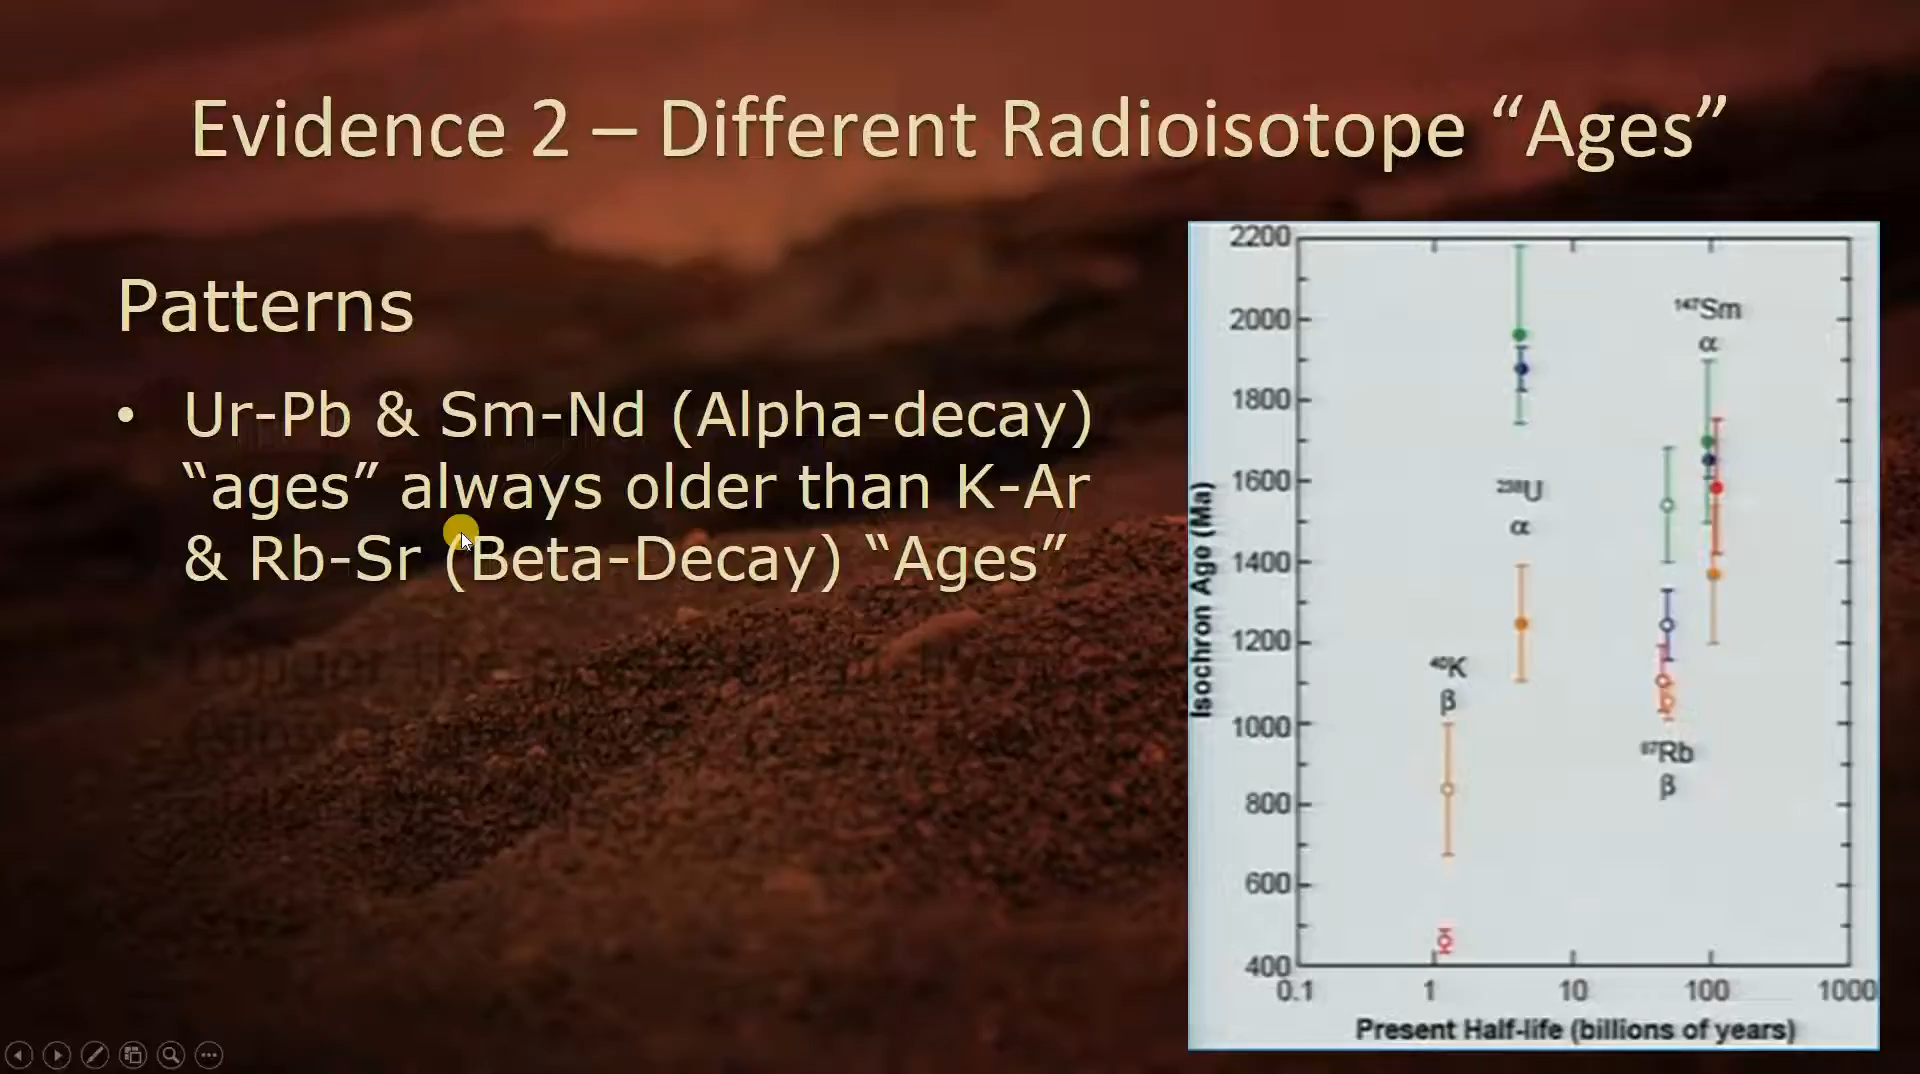 Evidence 2 – Different Radioisotope “Ages”
Patterns
• Ur-Pb & Sm-Nd (Alpha-decay)
“ages” always older than K-Ar
& Rb-Sr (Beta-Decay) “Ages”
2200
2000
1800
1600
1400
1200
1000
800
600
400
Isochron Age (Ma)
147Sm
α
238U
α
40K
β
87Rb
β
0.1 1 10 100 1000
Present Half-life (billions of years)